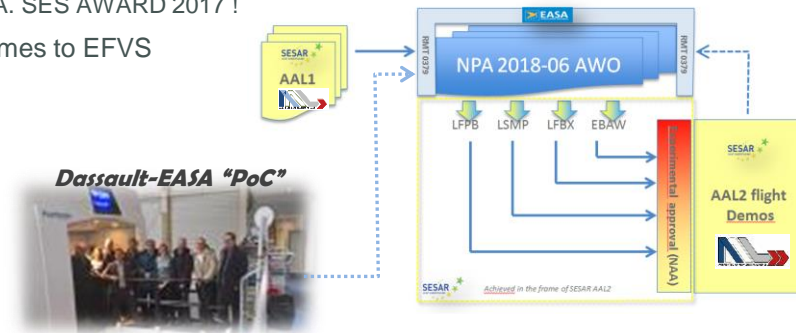 A. SES AWARD 2017 !
mes to EFVS
EASA
RMT 0379
NPA 2018-06 AWO
RMT 0379
SESAR
AAL1
LFPB LSMP LFBX EBAW
Experimental approval (NAA)
SESAR
AAL2 flight
Demos
Dassault-EASA "PoC"
SESAR
Achieved in the frame of SESAR AAL2